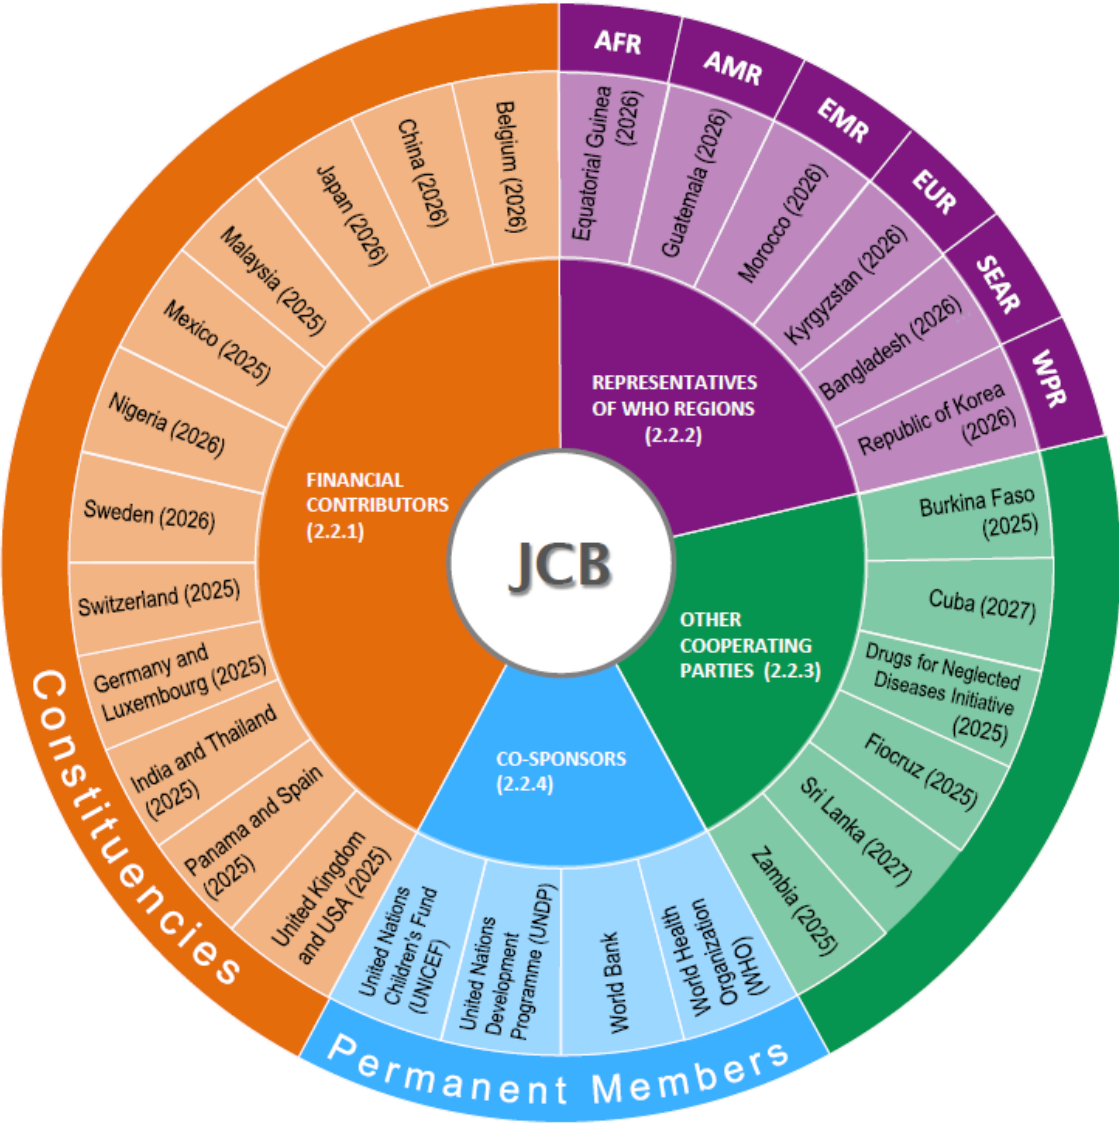 JCB
REPRESENTATIVES
OF WHO REGIONS
(2.2.2)
AFR
Equatorial Guinea
(2026)
AMR
Guatemala (2026)
EMR
Morocco (2026)
EUR
Kyrgyzstan (2026)
SEAR
Bangladesh (2026)
WPR
Republic of Korea
(2026)
OTHER
COOPERATING
PARTIES (2.2.3)
Burkina Faso
(2025)
Cuba (2027)
Drugs for Neglected
Diseases Initiative
(2025)
Fiocruz (2025)
Sri Lanka (2027)
Zambia (2025)
CO-SPONSORS
(2.2.4)
World Health
Organization
(WHO)
World Bank
United Nations
Development
Programme (UNDP)
United Nations
Children's Fund
(UNICEF)
Permanent Members
FINANCIAL
CONTRIBUTORS
(2.2.1)
United Kingdom
and USA (2025)
Panama and Spain
(2025)
India and Thailand
(2025)
Germany and
Luxembourg (2025)
Switzerland (2025)
Sweden (2026)
Nigeria (2026)
Mexico (2025)
Malaysia (2025)
Japan (2026)
China (2026)
Belgium (2026)
Constituencies